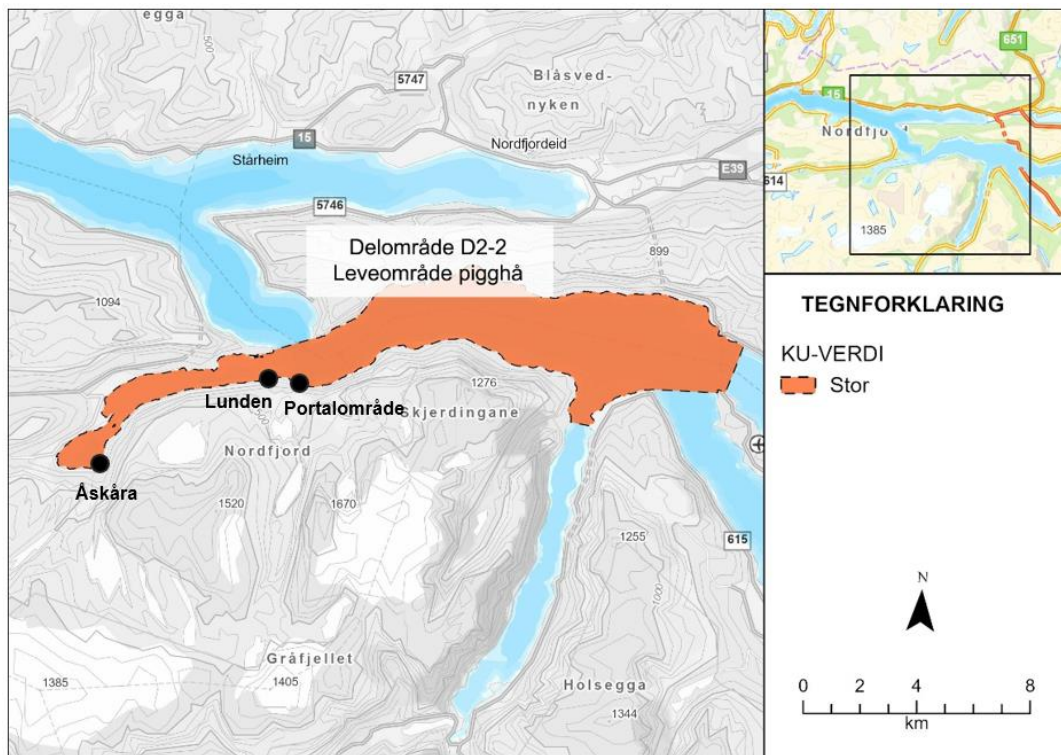 egga
500
5747
Blåsved-
nyken
15
Nordfjordeid
Stårheim
E39
5746
Delområde D2-2
Leveområde pigghå
899
1094
Lunden
Portalområde
1276
Skjerdingane
Nordfjord
Åskåra
1520
1670
1255
615
1001
Gråfjellet
1385
1405
Holsegga
1344
651
15
Nordfjord
614
1385
TEGNFORKLARING
KU-VERDI
Stor
N
0 2 4 8
km